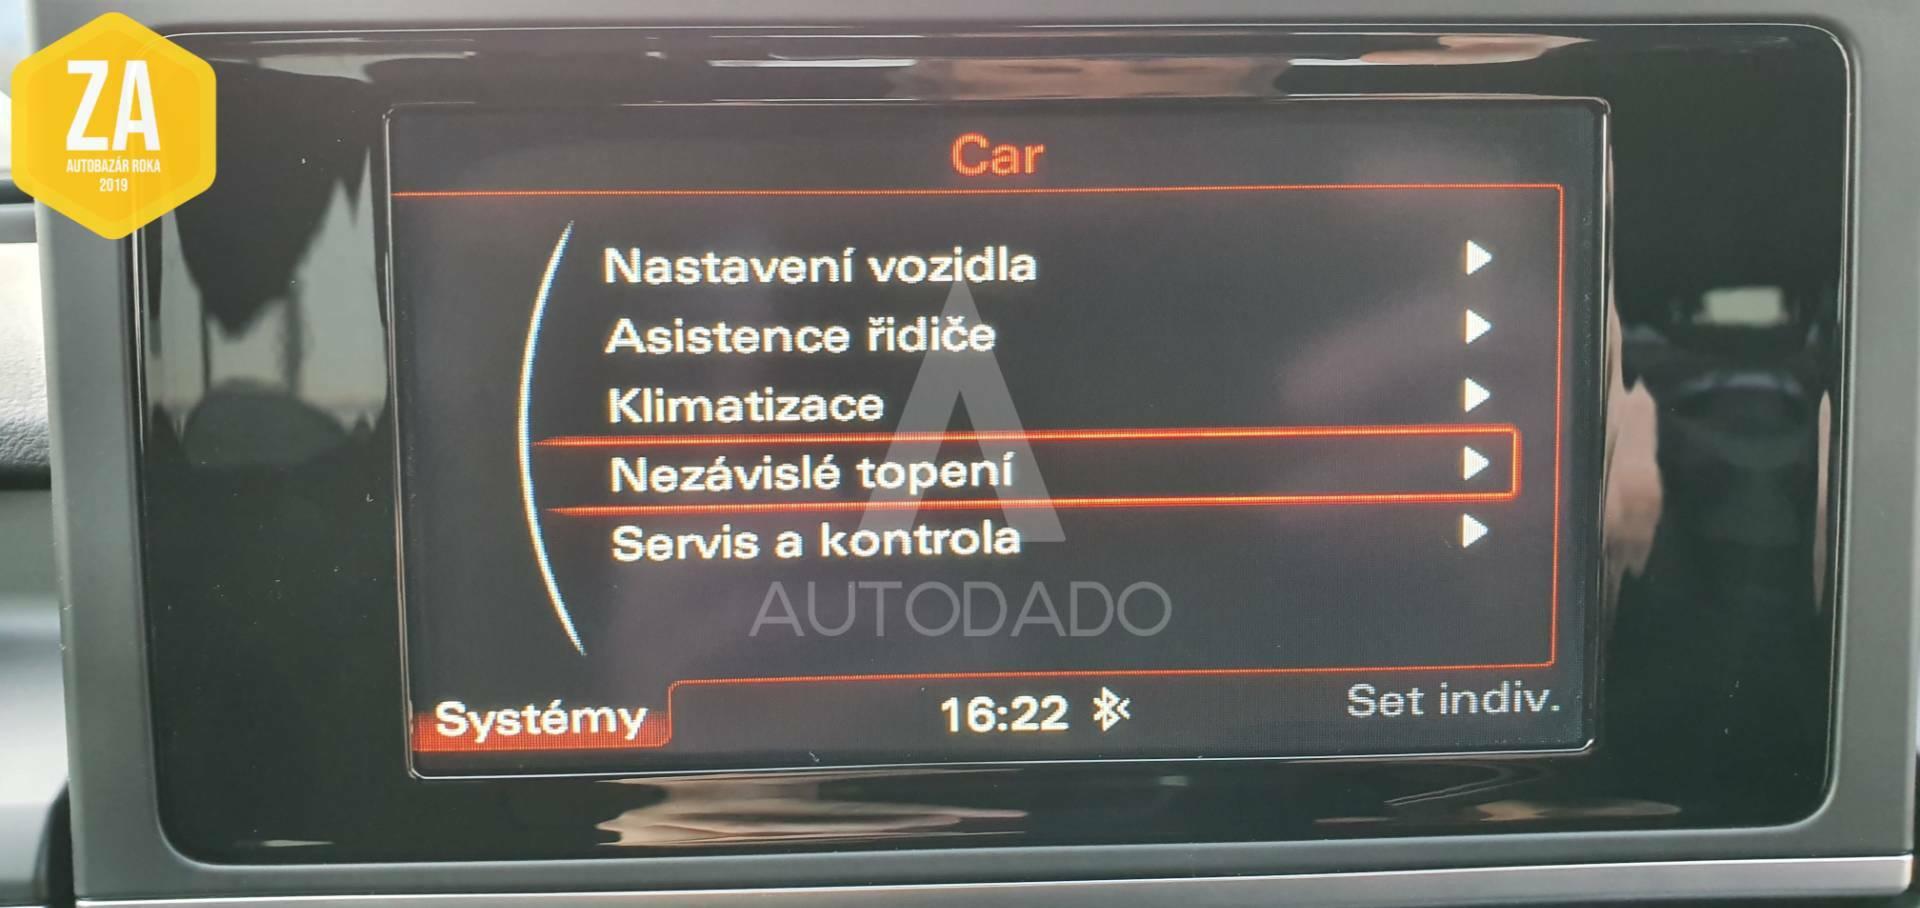 ZA
AUTOBAZÁR ROKA
2019
Car
Nastavení vozidla
Asistence řidiče
Klimatizace
Nezávislé topení
Servis a kontrola
AUTODADO
Systémy
16:22
Set indiv.